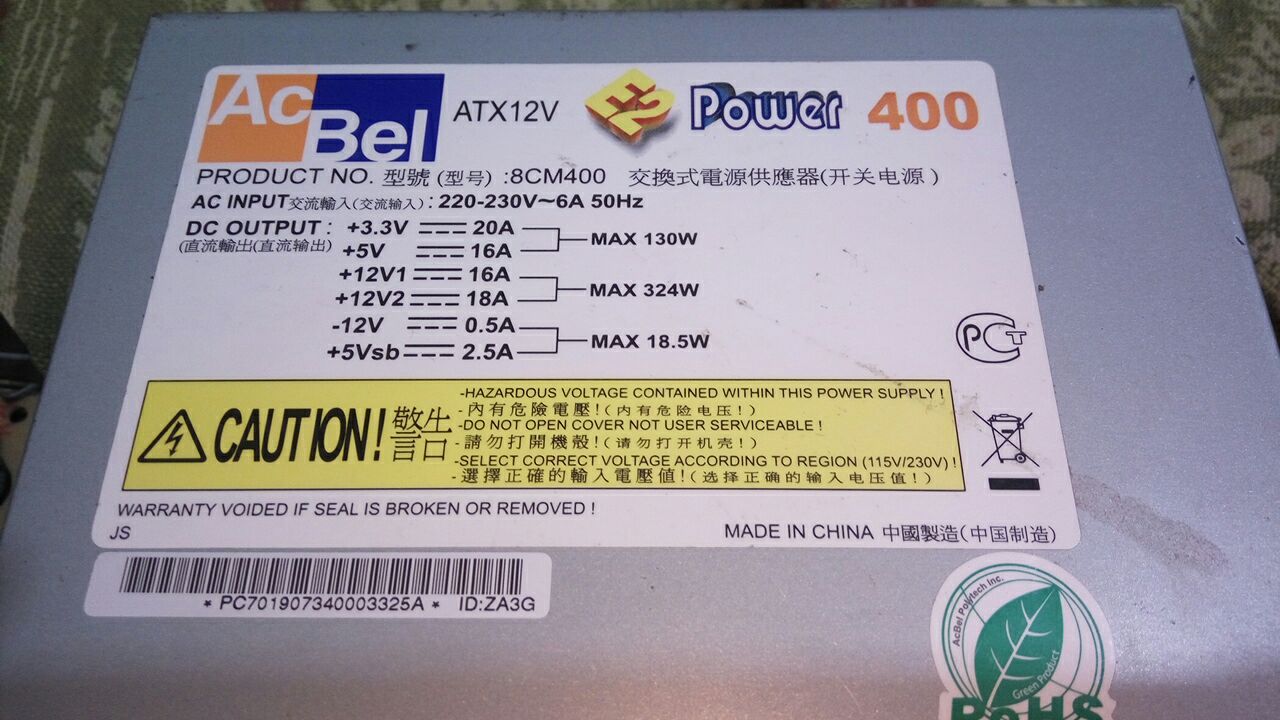 AcBel ATX12V E2 Power 400
PRODUCT NO. 型號 (型号) :8CM400 交換式電源供應器(开关电源)
AC INPUT交流輸入(交流输入) : 220-230V~6A 50Hz
DC OUTPUT : +3.3V 20A
MAX 130W
(直流輸出(直流输出) +5V 16A
+12V1 16A
MAX 324W
+12V2 18A
-12V 0.5A
MAX 18.5W
+5Vsb 2.5A
PCT
CAUTION! 敬告 言口
-HAZARDOUS VOLTAGE CONTAINED WITHIN THIS POWER SUPPLY !
-內有危險電壓!(内有危险电压!)
-DO NOT OPEN COVER NOT USER SERVICEABLE !
-請勿打開機殼!(请勿打开机壳!)
-SELECT CORRECT VOLTAGE ACCORDING TO REGION (115V/230V) !
-選擇正確的輸入電壓值!(选择正确的输入电压值!)
WARRANTY VOIDED IF SEAL IS BROKEN OR REMOVED !
JS
MADE IN CHINA 中國製造(中国制造)
* PC701907340003325A * ID:ZA3G
AcBel Polytech Inc.
Green Product
RoHS